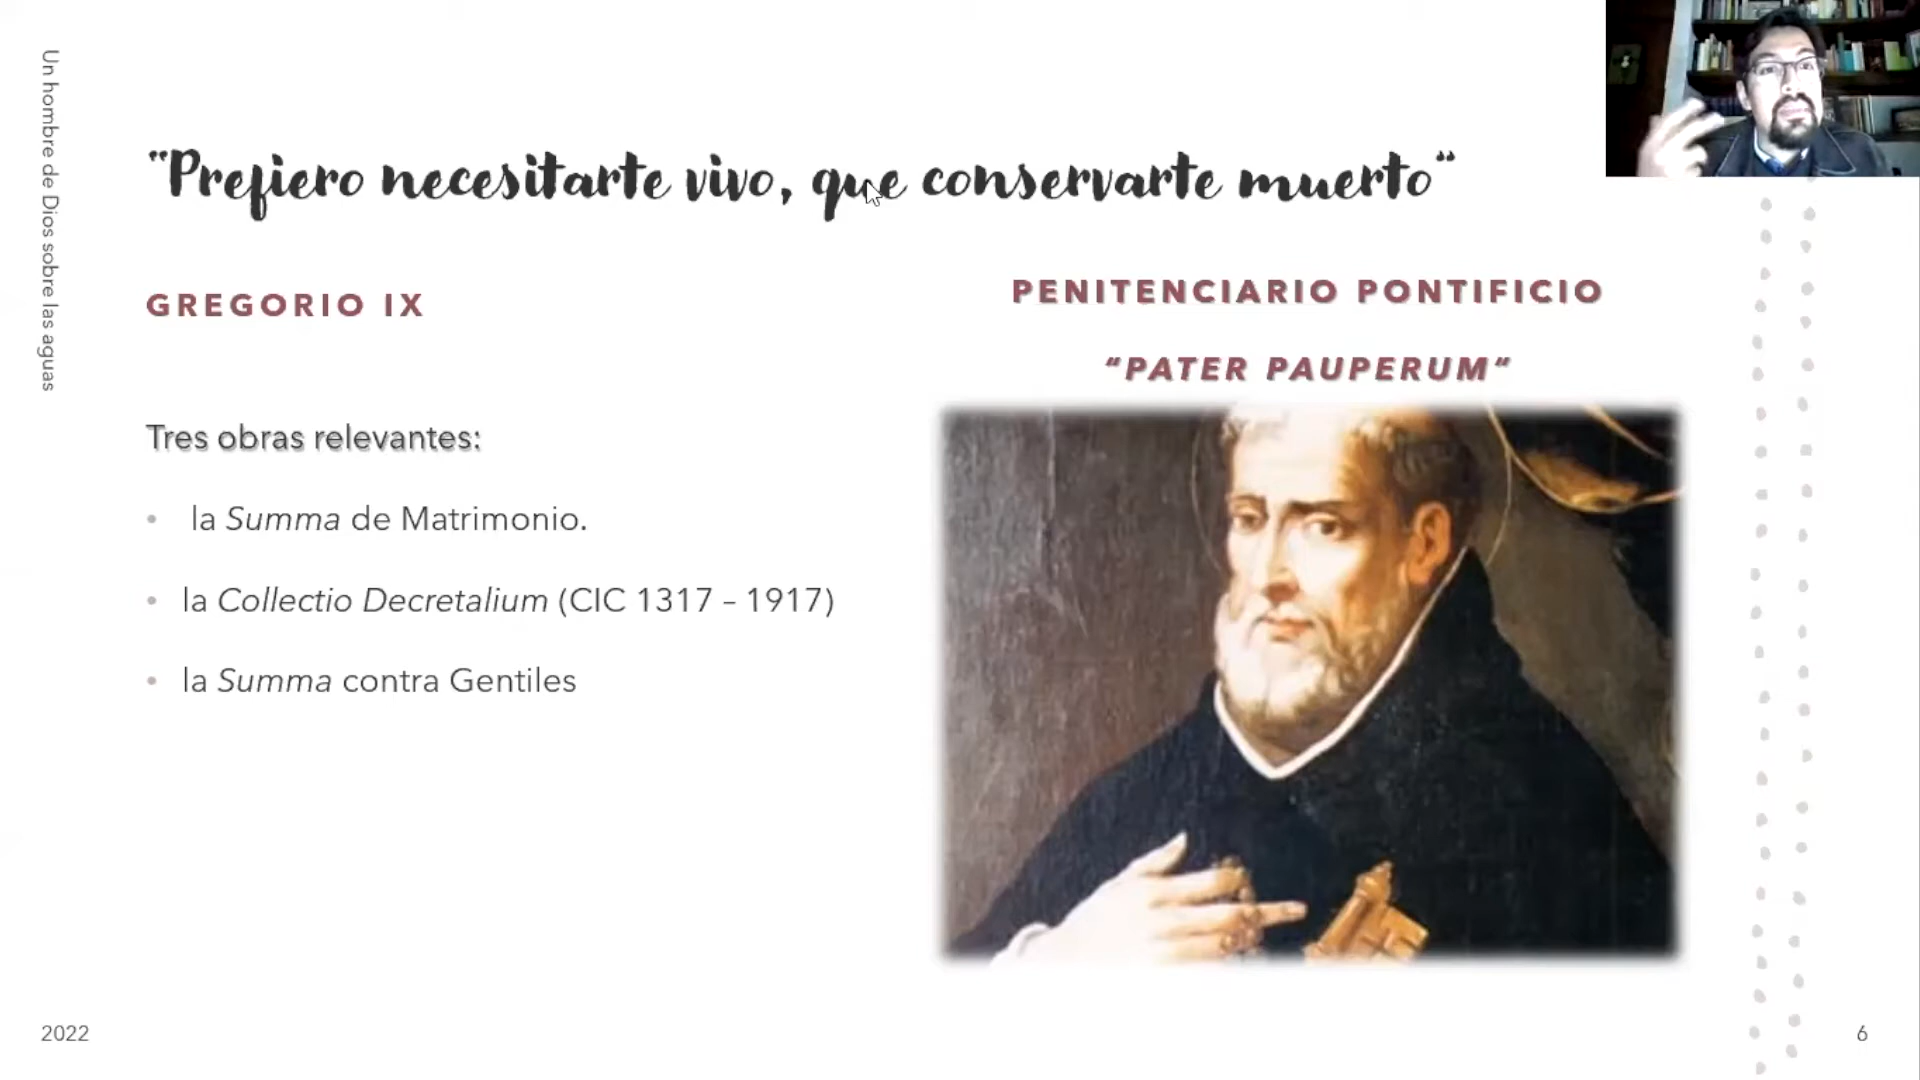 Un hombre de Dios sobre las aguas
“Prefiero necesitarte vivo, que conservarte muerto“
GREGORIO IX
Tres obras relevantes:
• la Summa de Matrimonio.
• la Collectio Decretalium (CIC 1317 – 1917)
• la Summa contra Gentiles
PENITENCIARIO PONTIFICIO
“PATER PAUPERUM“
2022
6